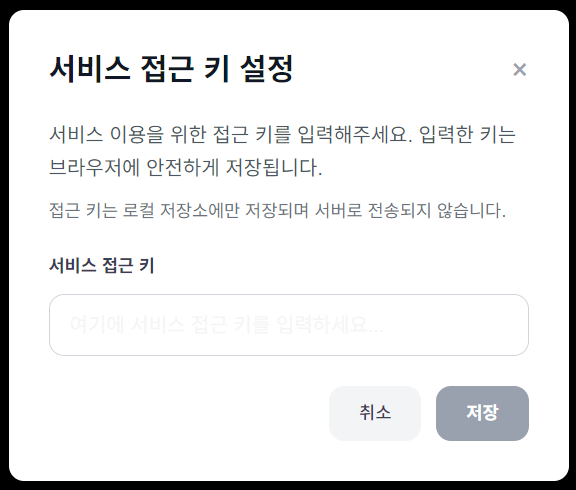 서비스 접근 키 설정
×
서비스 이용을 위한 접근 키를 입력해주세요. 입력한 키는
브라우저에 안전하게 저장됩니다.
접근 키는 로컬 저장소에만 저장되며 서버로 전송되지 않습니다.
서비스 접근 키
여기에 서비스 접근 키를 입력하세요...
취소 저장